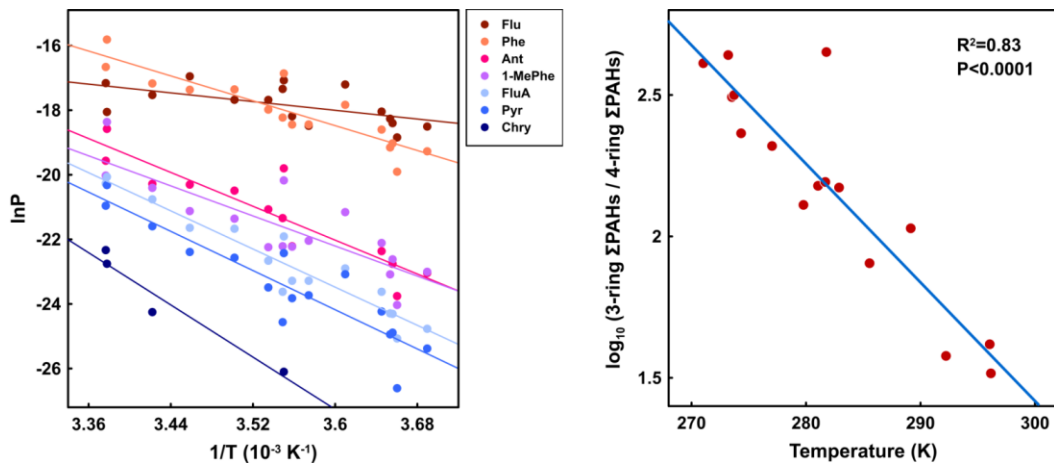 -16
-18
-20
-22
-24
-26
lnP
3.36
3.44
3.52
3.6
3.68
1/T (10⁻³ K⁻¹)
Flu
Phe
Ant
1-MePhe
FluA
Pyr
Chry
R²=0.83
P<0.0001
2.5
2
1.5
log₁₀ (3-ring ΣPAHs / 4-ring ΣPAHs)
270
280
290
300
Temperature (K)